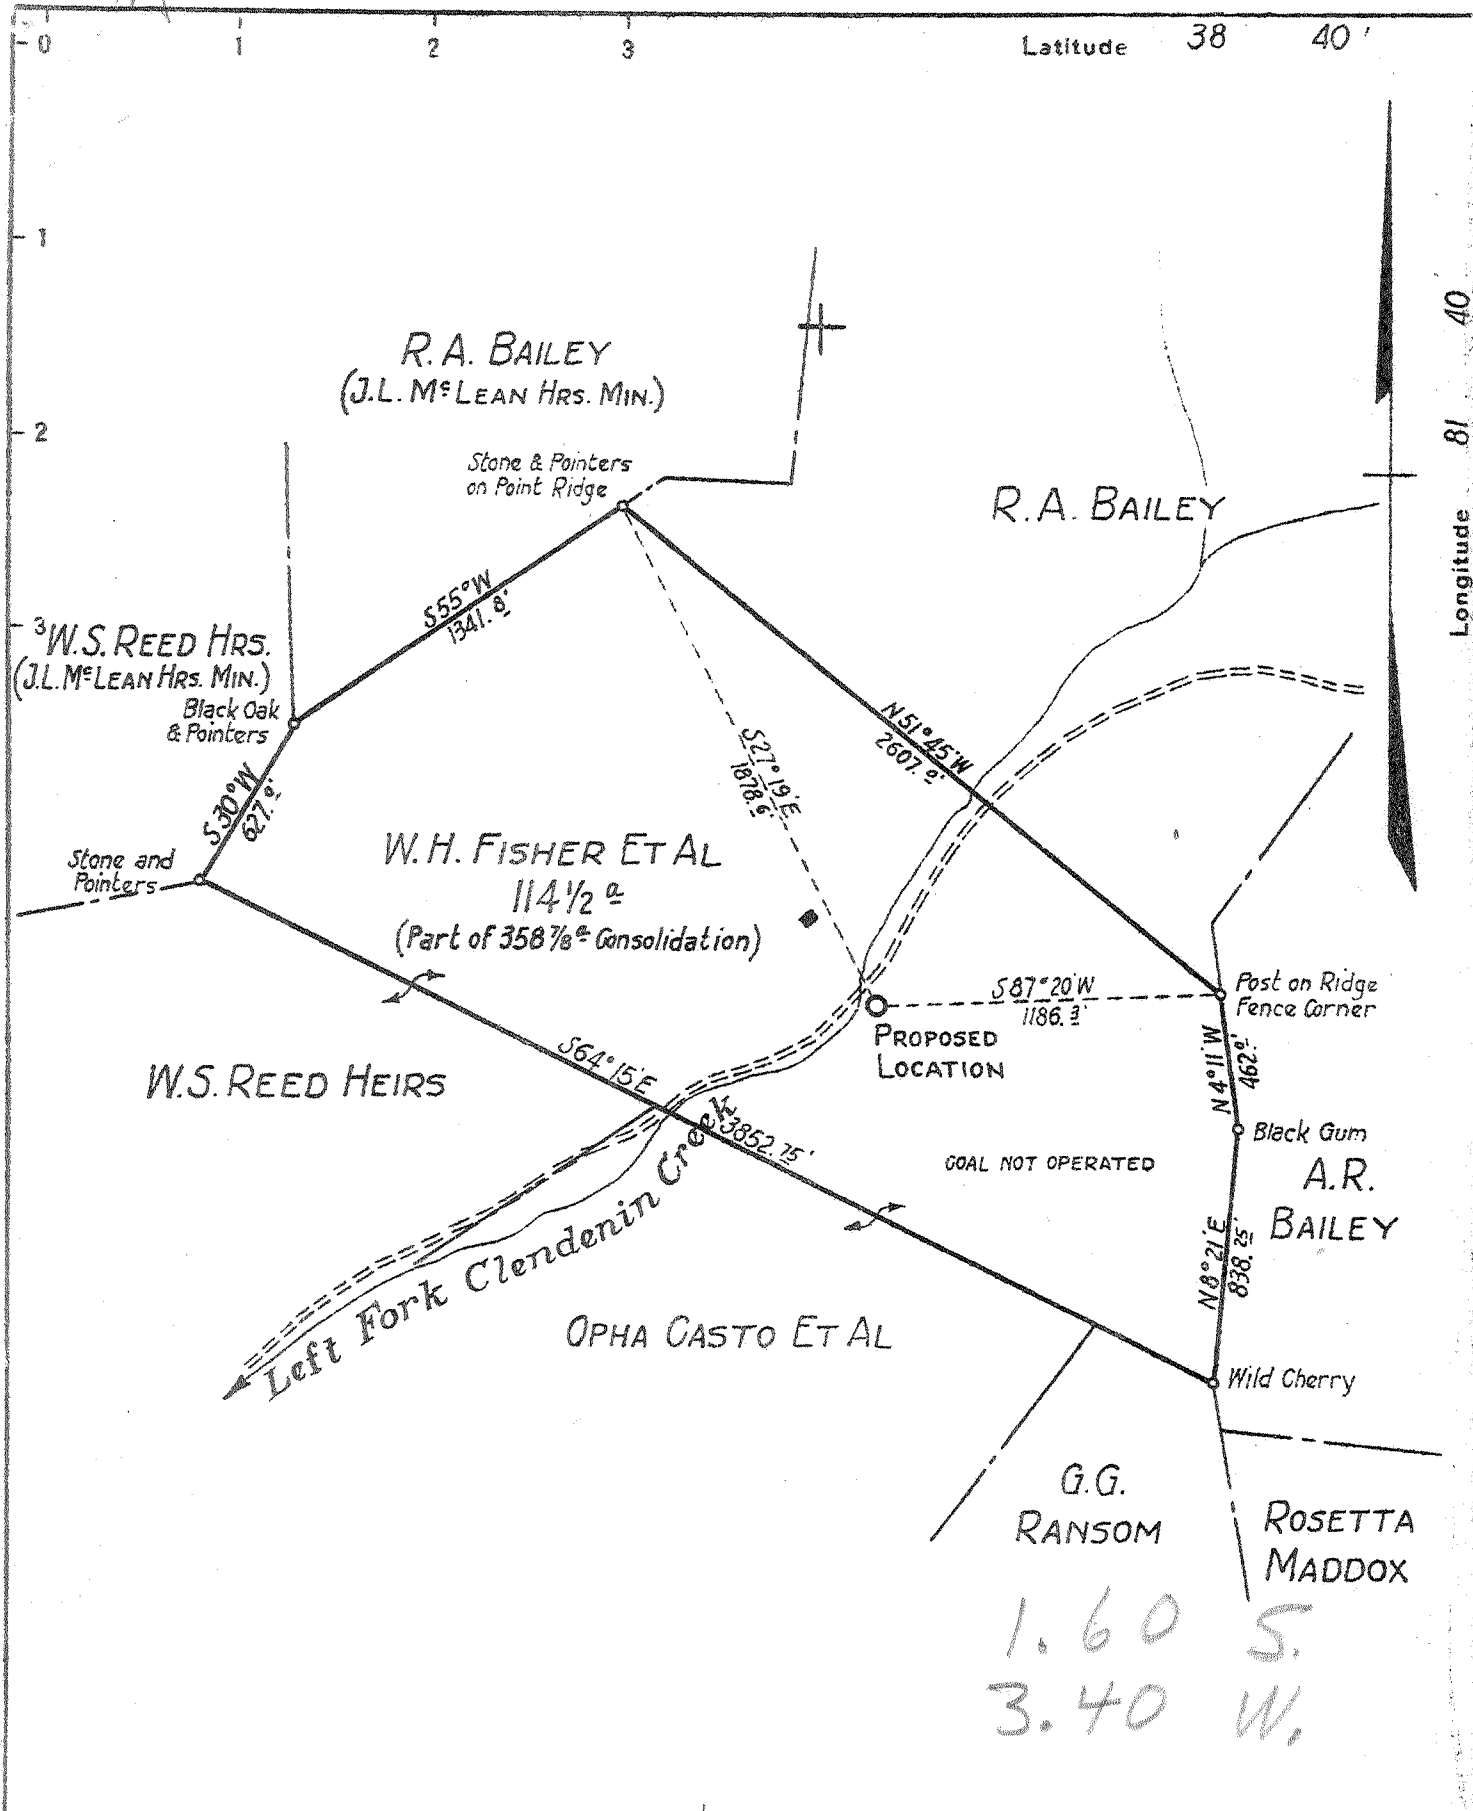 0 1 2 3 Latitude 38 40'
1
2
3
Longitude 81 40'
R.A. BAILEY
(J.L. McLEAN HRS. MIN.)
Stone & Pointers
on Point Ridge
R.A. BAILEY
S55°W
1341.8'
W.S. REED HRS.
(J.L. McLEAN HRS. MIN.)
Black Oak
& Pointers
S30°W
627.0'
N51°45'W
2607.0'
S27°19'E
1878.6'
Stone and
Pointers
W.H. FISHER ET AL
114 1/2 a
(Part of 358 7/8 a Consolidation)
S87°20'W
1186.3'
Post on Ridge
Fence Corner
PROPOSED
LOCATION
N4°11'W
462.0'
W.S. REED HEIRS
S64°15'E
3852.75'
Black Gum
COAL NOT OPERATED
A.R.
BAILEY
N8°21'E
838.25'
Left Fork Clendenin Creek
OPHA CASTO ET AL
Wild Cherry
G.G.
RANSOM
ROSETTA
MADDOX
1.60 S.
3.40 W.